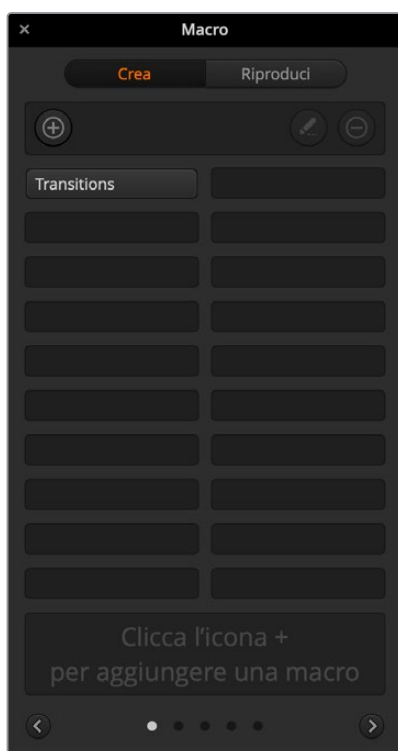 Macro
Crea Riproduci
Transitions
Clicca l'icona +
per aggiungere una macro